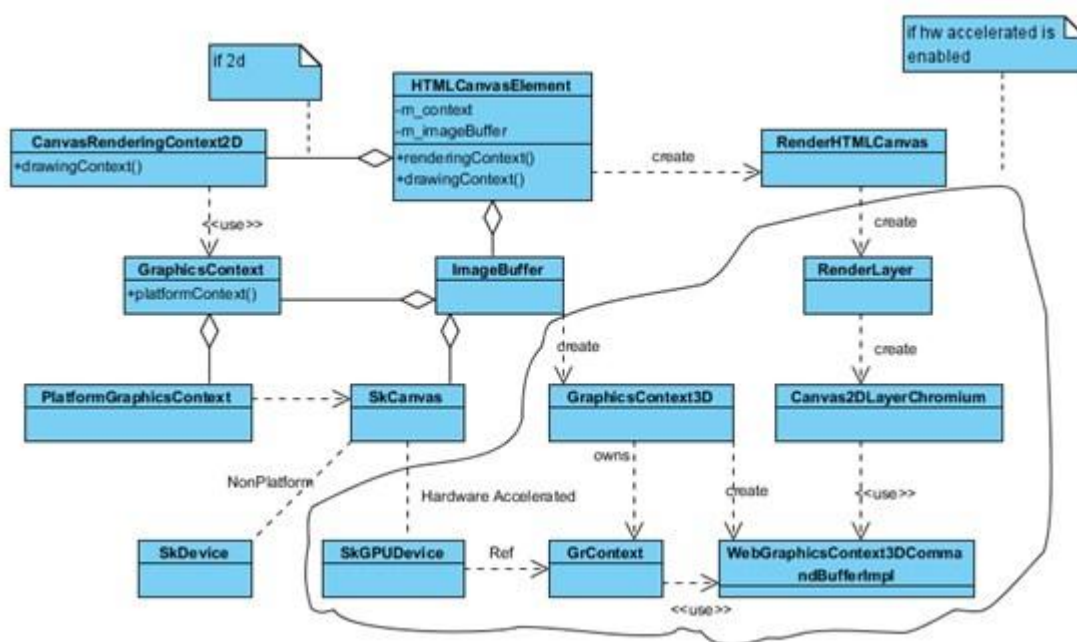 if 2d
if hw accelerated is
enabled
HTMLCanvasElement
-m_context
-m_imageBuffer
+renderingContext()
+drawingContext()
CanvasRenderingContext2D
+drawingContext()
create
RenderHTMLCanvas
<<use>>
create
GraphicsContext
+platformContext()
ImageBuffer
RenderLayer
create
create
PlatformGraphicsContext
SkCanvas
GraphicsContext3D
Canvas2DLayerChromium
owns
NonPlatform
Hardware Accelerated
create
<<use>>
SkDevice
SkGPUDevice
Ref
GrContext
WebGraphicsContext3DComma
ndBufferImpl
<<use>>